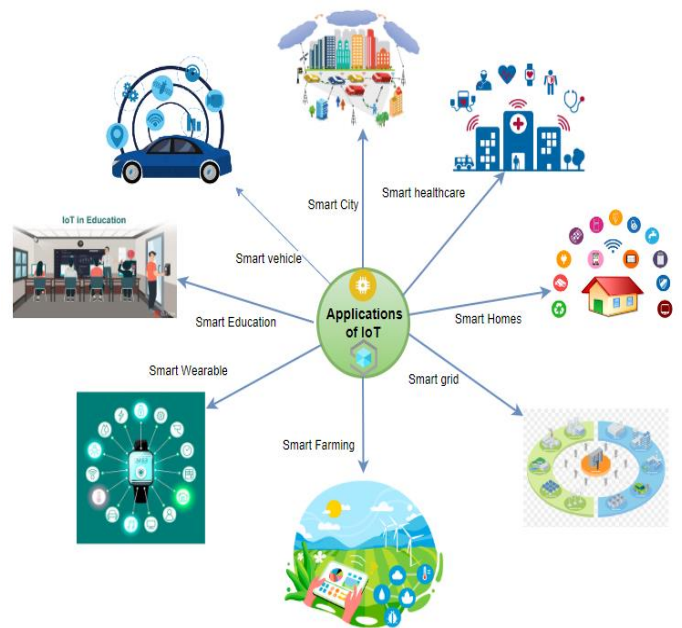 Smart City
Smart healthcare
IoT in Education
Smart vehicle
Applications
of IoT
Smart Education
Smart Homes
Smart Wearable
Smart grid
Smart Farming